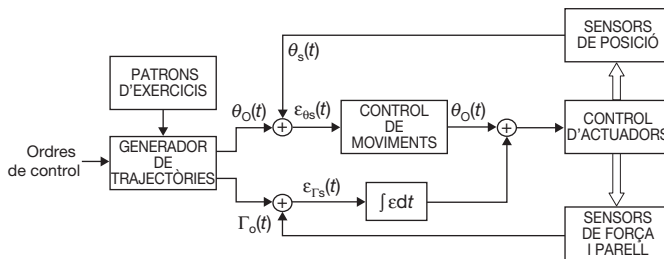 SENSORS
DE POSICIÓ
θs(t)
PATRONS
D'EXERCICIS
θO(t)
εθs(t)
CONTROL
DE
MOVIMENTS
θO(t)
CONTROL
D'ACTUADORS
Ordres
de control
GENERADOR
DE
TRAJECTÒRIES
+
+
εΓs(t)
∫εdt
+
Γo(t)
SENSORS
DE FORÇA
I PARELL